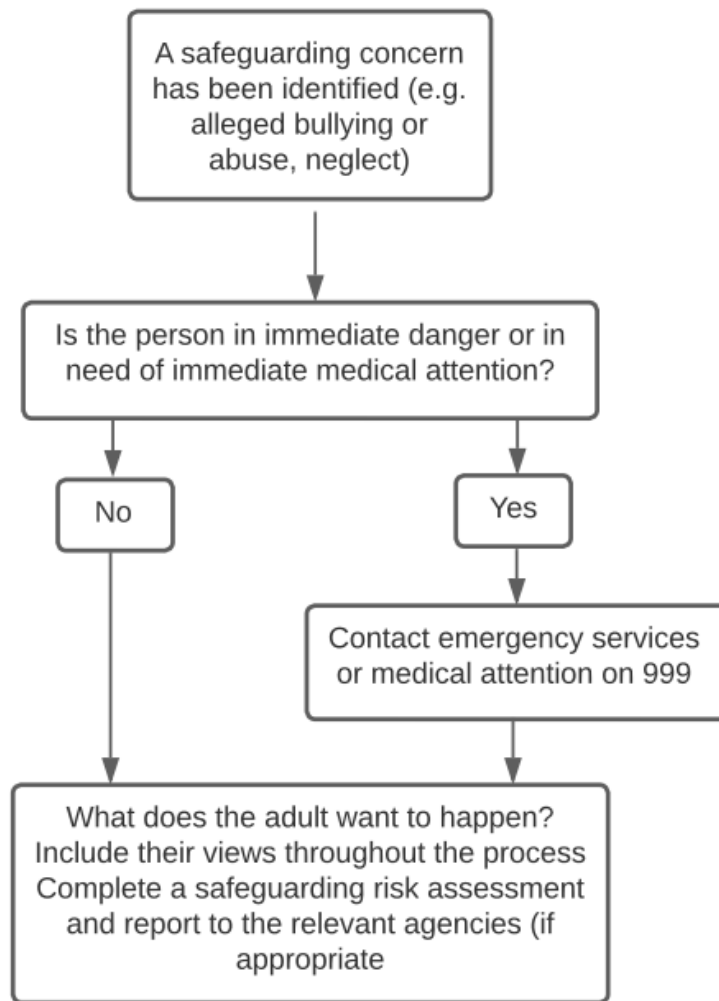 A safeguarding concern
has been identified (e.g.
alleged bullying or
abuse, neglect)
Is the person in immediate danger or in
need of immediate medical attention?
No
Yes
Contact emergency services
or medical attention on 999
What does the adult want to happen?
Include their views throughout the process
Complete a safeguarding risk assessment
and report to the relevant agencies (if
appropriate